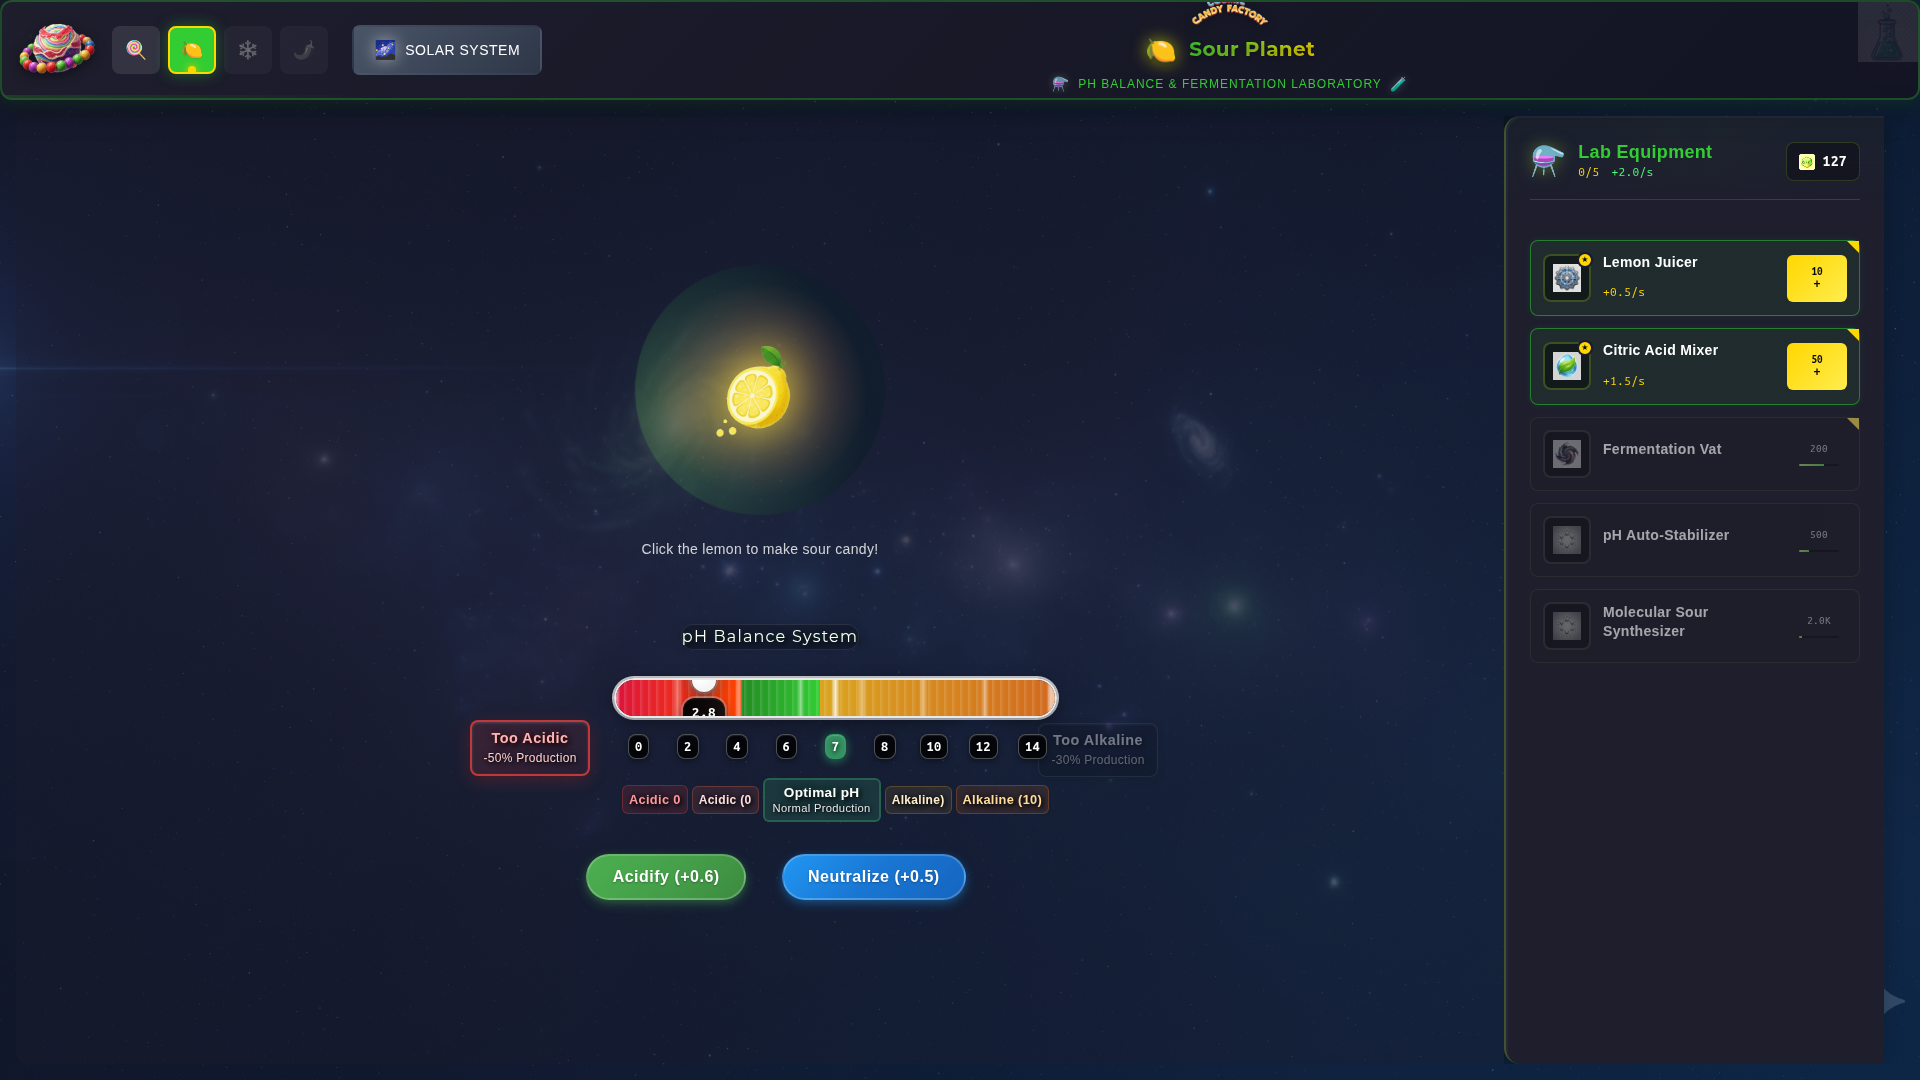 CANDY FACTORY
SOLAR SYSTEM
Sour Planet
PH BALANCE & FERMENTATION LABORATORY
Lab Equipment
0/5 +2.0/s
127
Lemon Juicer
+0.5/s
10
+
Citric Acid Mixer
+1.5/s
50
+
Fermentation Vat
200
pH Auto-Stabilizer
500
Molecular Sour
Synthesizer
2.0K
Click the lemon to make sour candy!
pH Balance System
2.8
Too Acidic
-50% Production
0 2 4 6 7 8 10 12 14
Too Alkaline
-30% Production
Acidic 0
Acidic (0
Optimal pH
Normal Production
Alkaline)
Alkaline (10)
Acidify (+0.6)
Neutralize (+0.5)